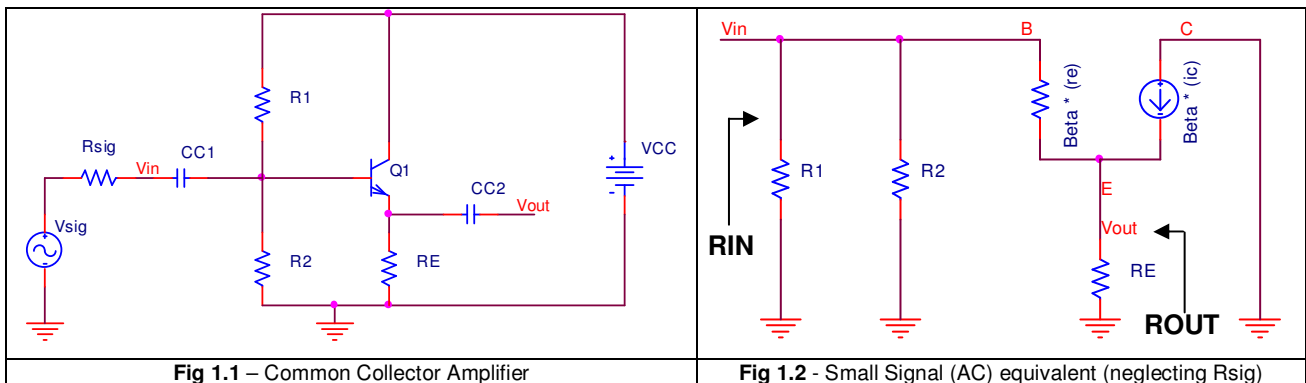 R1
Rsig
Vin
CC1
Q1
VCC
+
-
CC2
Vout
Vsig
+
-
R2
RE
Fig 1.1 – Common Collector Amplifier
Vin
B
C
Beta * (re)
Beta * (ic)
R1
R2
E
RIN
Vout
RE
ROUT
Fig 1.2 - Small Signal (AC) equivalent (neglecting Rsig)